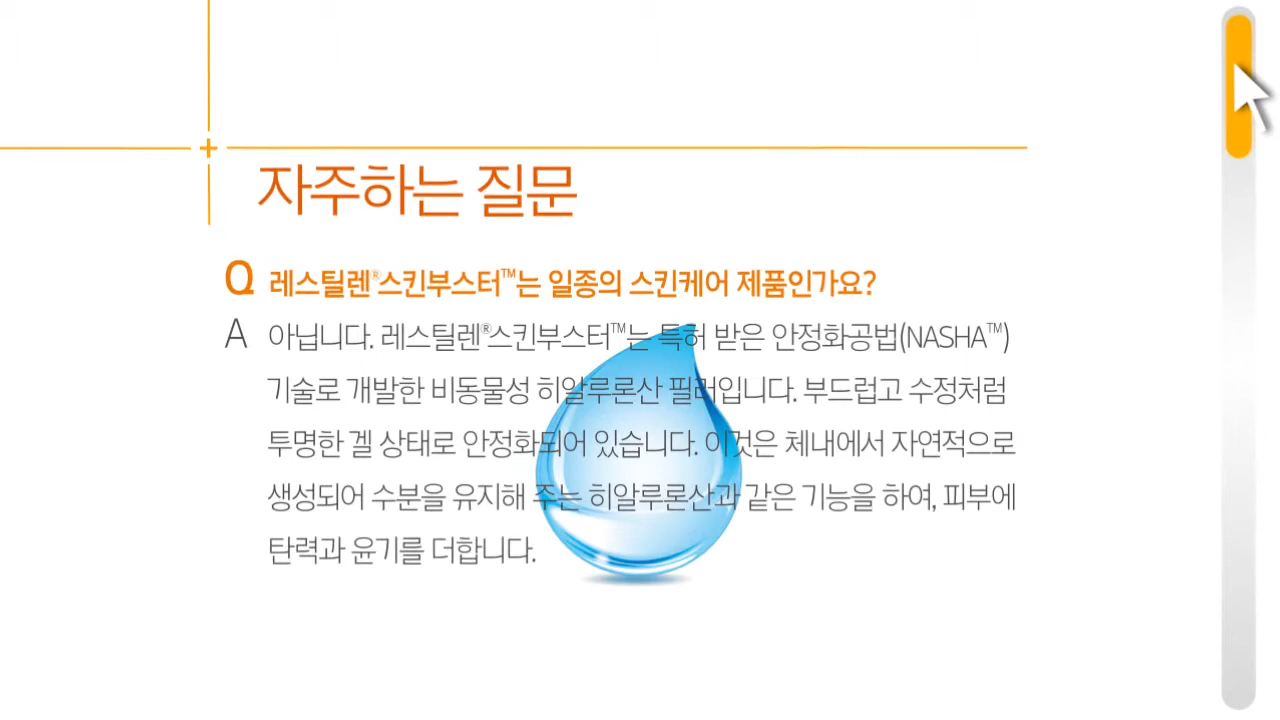 자주하는 질문
Q 레스틸렌®스킨부스터™는 일종의 스킨케어 제품인가요?
A 아닙니다. 레스틸렌®스킨부스터™는 특허 받은 안정화공법(NASHA™)
기술로 개발한 비동물성 히알루론산 필러입니다. 부드럽고 수정처럼
투명한 겔 상태로 안정화되어 있습니다. 이것은 체내에서 자연적으로
생성되어 수분을 유지해 주는 히알루론산과 같은 기능을 하여, 피부에
탄력과 윤기를 더합니다.